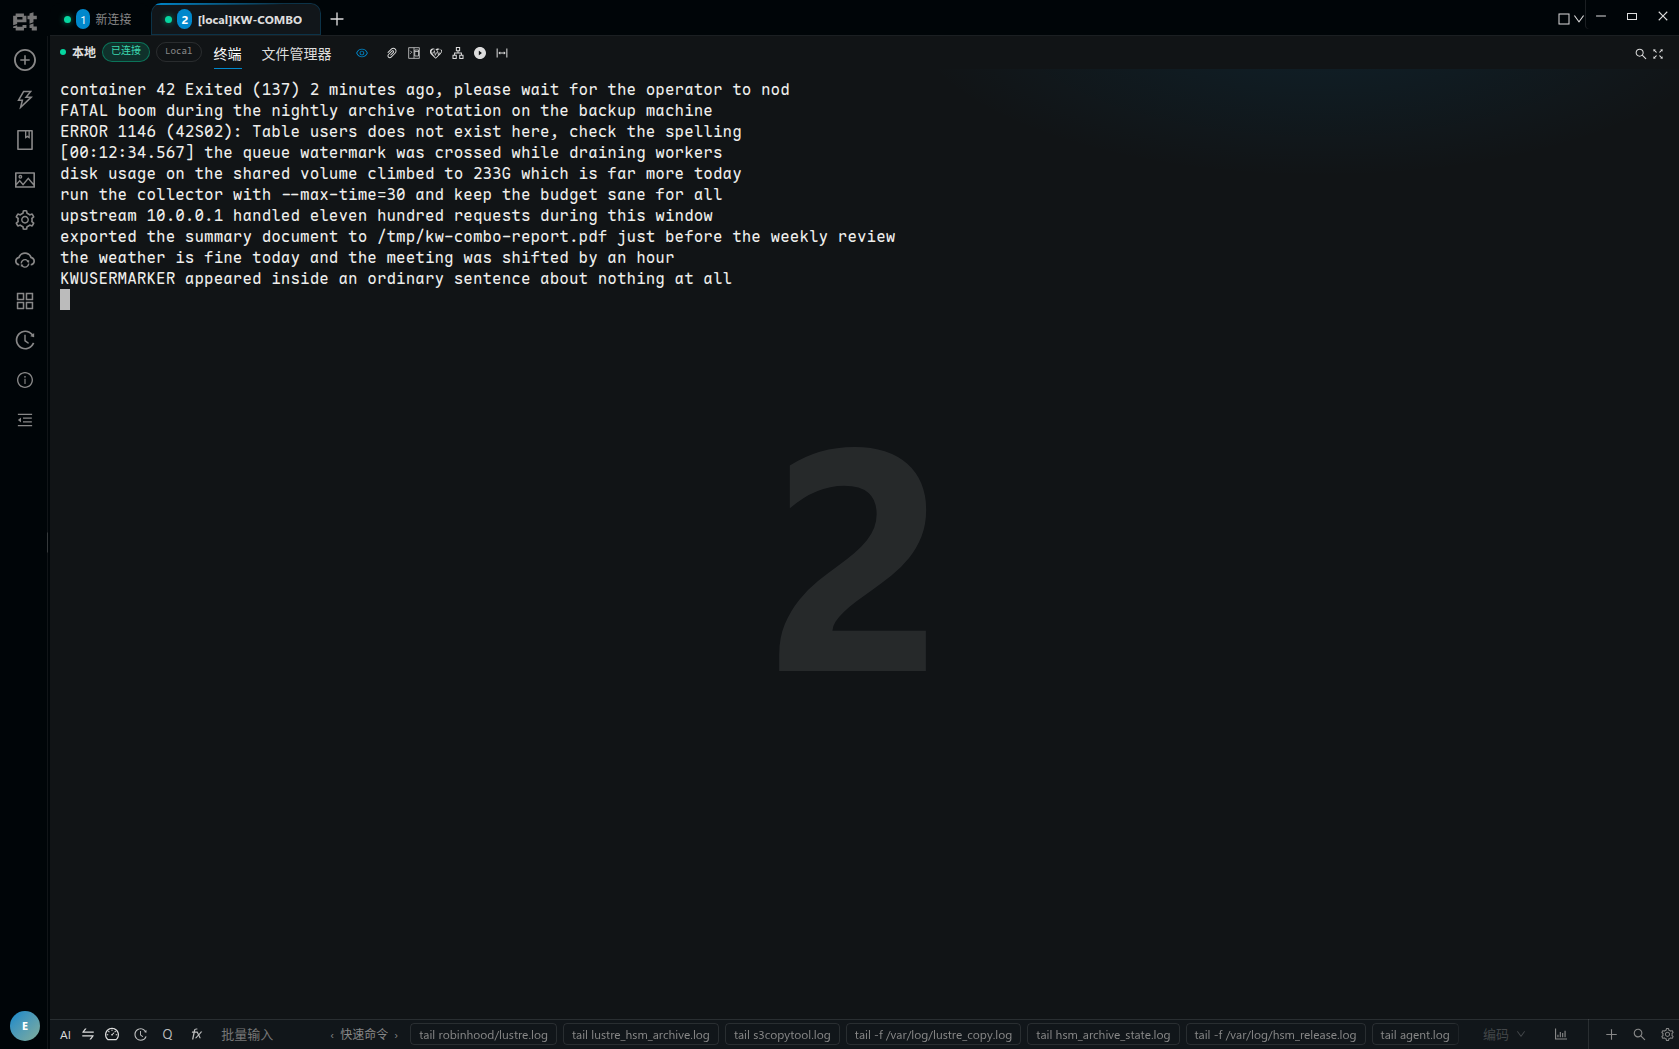 et
1 新连接
2 [local]KW-COMBO
本地 已连接 Local 终端 文件管理器
container 42 Exited (137) 2 minutes ago, please wait for the operator to nod
FATAL boom during the nightly archive rotation on the backup machine
ERROR 1146 (42S02): Table users does not exist here, check the spelling
[00:12:34.567] the queue watermark was crossed while draining workers
disk usage on the shared volume climbed to 233G which is far more today
run the collector with --max-time=30 and keep the budget sane for all
upstream 10.0.0.1 handled eleven hundred requests during this window
exported the summary document to /tmp/kw-combo-report.pdf just before the weekly review
the weather is fine today and the meeting was shifted by an hour
KWUSERMARKER appeared inside an ordinary sentence about nothing at all
2
E
AI Q fx 批量输入 ‹ 快速命令 › tail robinhood/lustre.log tail lustre_hsm_archive.log tail s3copytool.log tail -f /var/log/lustre_copy.log tail hsm_archive_state.log tail -f /var/log/hsm_release.log tail agent.log 编码